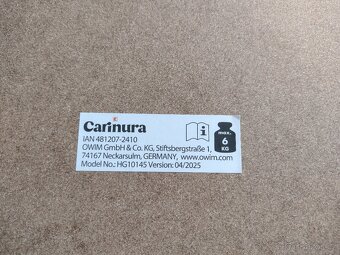 Carinura
IAN 481207-2410
OWIM GmbH & Co. KG, Stiftsbergstraße 1,
74167 Neckarsulm, GERMANY, www.owim.com
Model No.: HG10145 Version: 04/2025
max.
6
KG